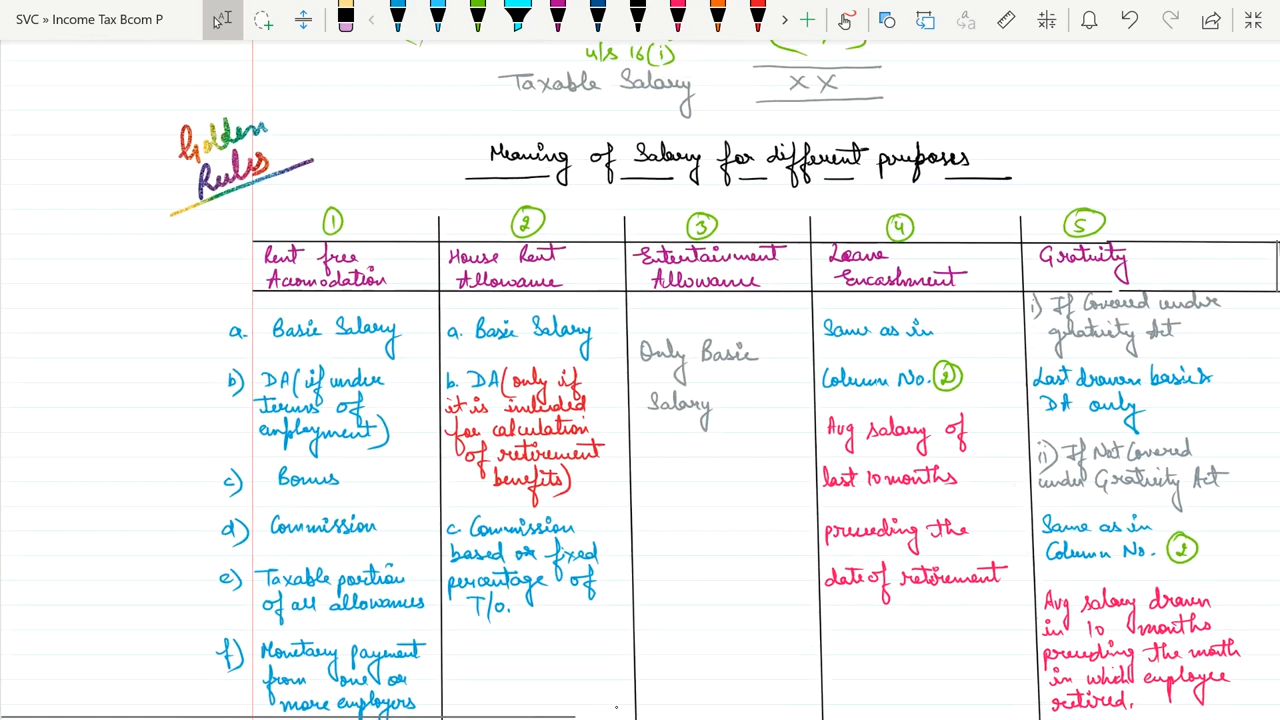 SVC » Income Tax Bcom P
u/s 16(i)
Taxable Salary XX
Golden
Rules
Meaning of Salary for different purposes
1
Rent free
Acomodation
a. Basic Salary
b) DA (if under
terms of
employment)
c) Bonus
d) Commission
e) Taxable portion
of all allowances
f) Monetary payment
from one or
more employers
2
House Rent
Allowance
a. Basic Salary
b. DA (only if
it is included
for calculation
of retirement
benefits)
c. Commission
based or fixed
percentage of
T/o.
3
Entertainment
Allowance
Only Basic
Salary
4
Leave
Encashment
Same as in
Column No. 2
Avg salary of
last 10 months
preceding the
date of retirement
5
Gratuity
i) If Covered under
gratuity Act
Last drawn basic &
DA only
ii) If Not Covered
under Gratuity Act
Same as in
Column No. 2
Avg salary drawn
in 10 months
preceding the month
in which employee
retired.